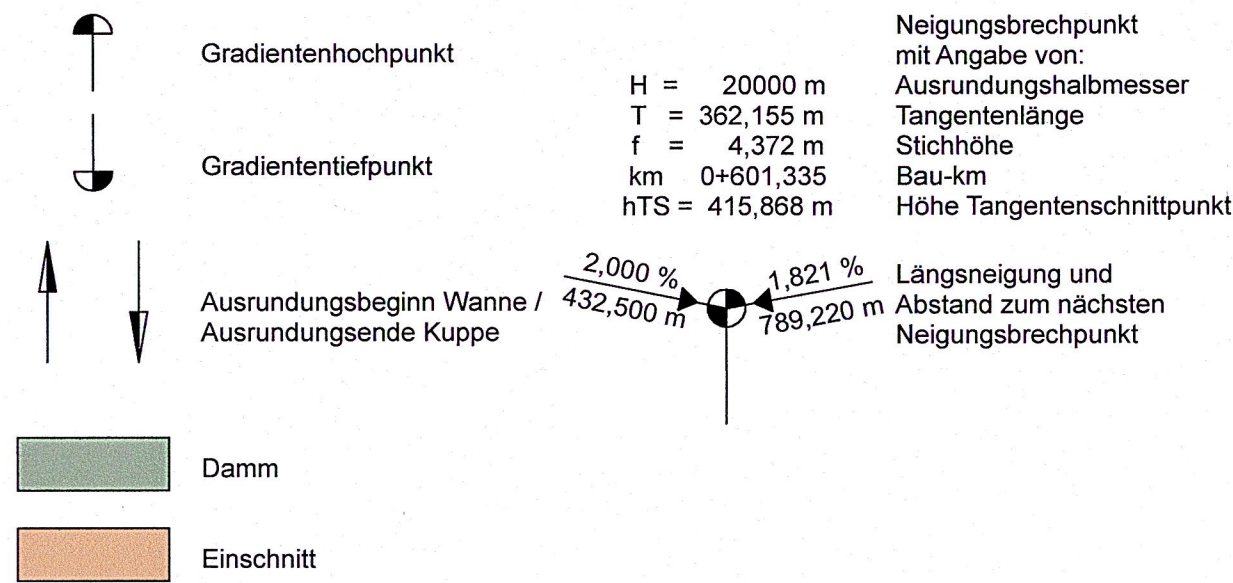 Gradientenhochpunkt
Gradiententiefpunkt
Ausrundungsbeginn Wanne /
Ausrundungsende Kuppe
Damm
Einschnitt
Neigungsbrechpunkt
mit Angabe von:
H = 20000 m Ausrundungshalbmesser
T = 362,155 m Tangentenlänge
f = 4,372 m Stichhöhe
km 0+601,335 Bau-km
hTS = 415,868 m Höhe Tangentenschnittpunkt
2,000 %
432,500 m
1,821 %
789,220 m
Längsneigung und
Abstand zum nächsten
Neigungsbrechpunkt